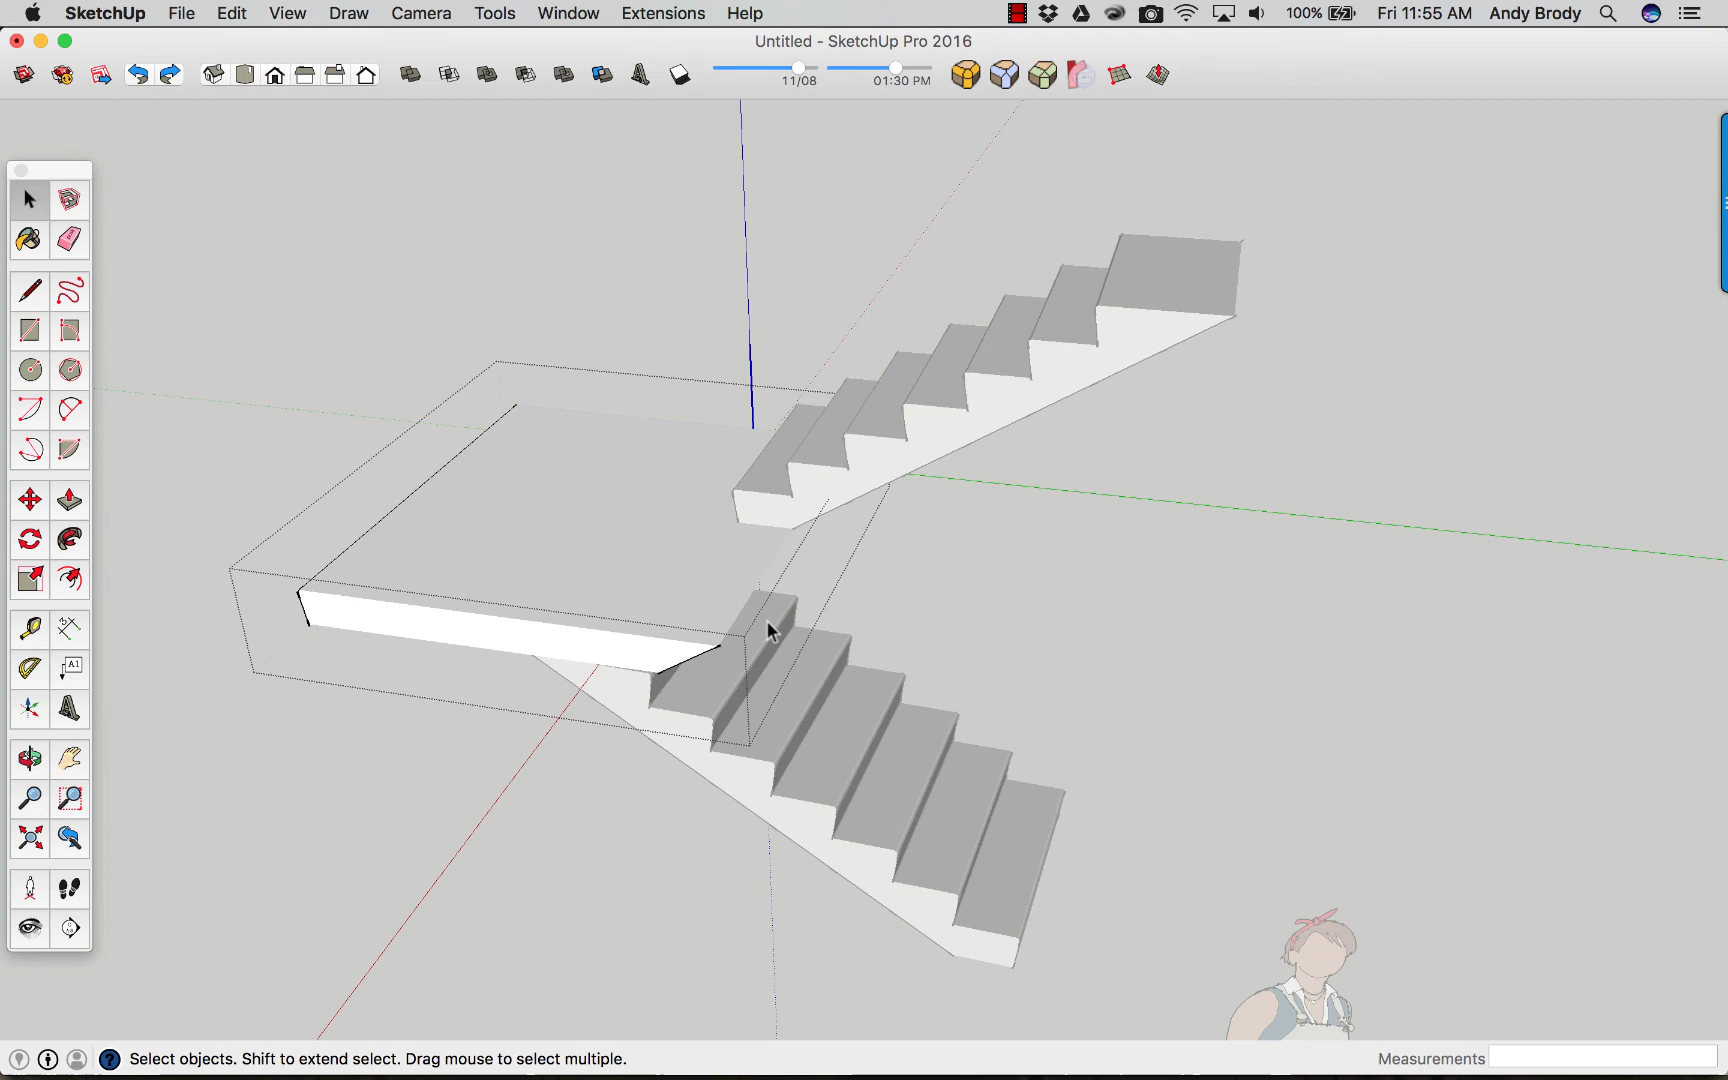 SketchUp File Edit View Draw Camera Tools Window Extensions Help 100% Fri 11:55 AM Andy Brody
Untitled - SketchUp Pro 2016
11/08 01:30 PM
A1
Select objects. Shift to extend select. Drag mouse to select multiple. Measurements